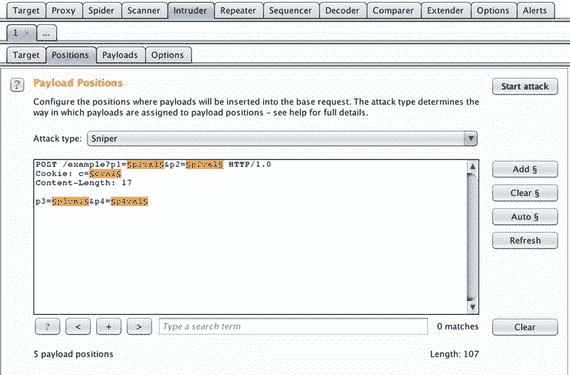 Target Proxy Spider Scanner Intruder Repeater Sequencer Decoder Comparer Extender Options Alerts
1 × ...
Target Positions Payloads Options
? Payload Positions Start attack
Configure the positions where payloads will be inserted into the base request. The attack type determines the
way in which payloads are assigned to payload positions – see help for full details.
Attack type: Sniper
POST /example?p1=§p1val§&p2=§p2val§ HTTP/1.0
Cookie: c=§cval§
Content-Length: 17
p3=§p3val§&p4=§p4val§
Add §
Clear §
Auto §
Refresh
? < + > Type a search term 0 matches Clear
5 payload positions Length: 107